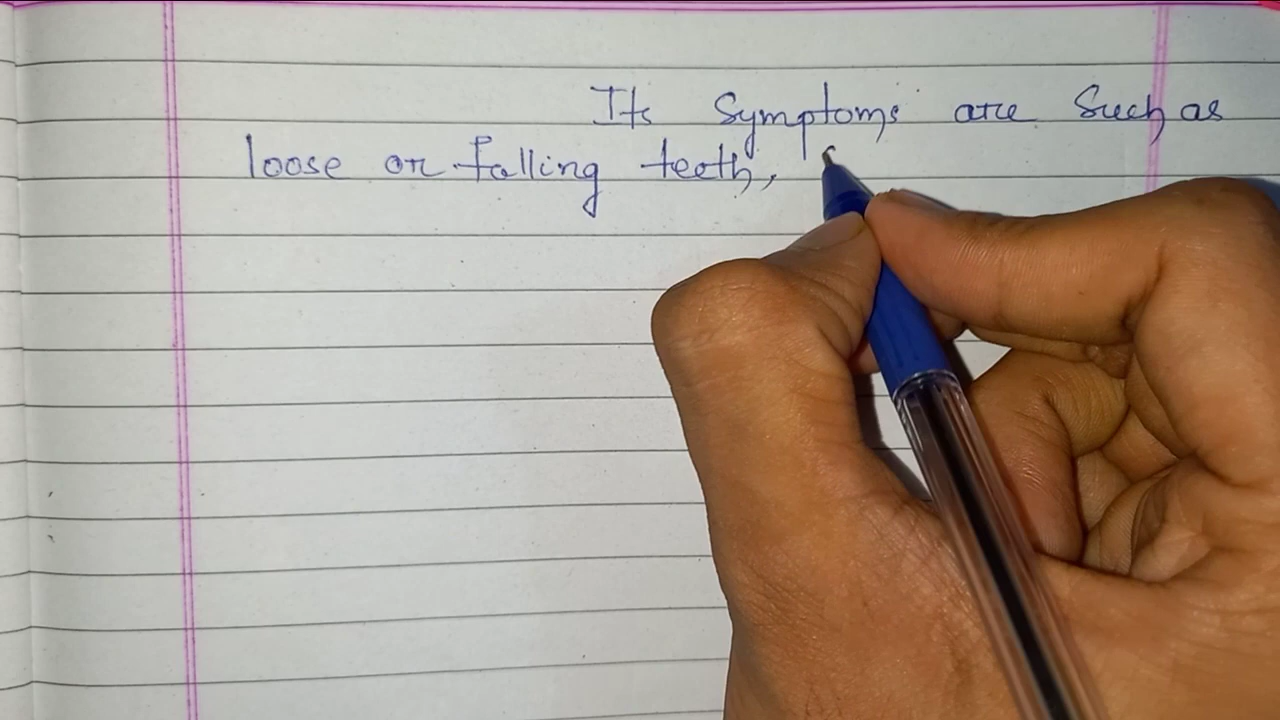 Its Symptoms are Such as
loose or falling teeth,